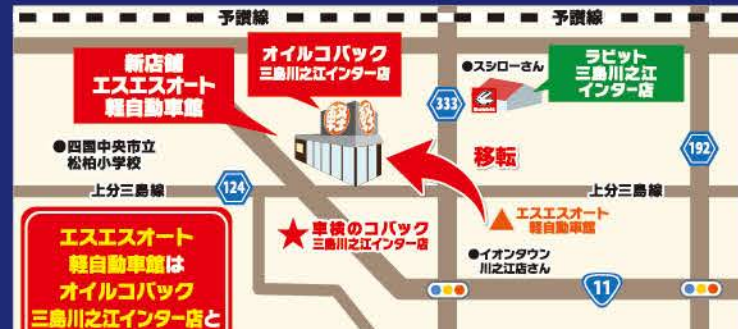 予讃線
予讃線
新店舗
エスエスオート
軽自動車館
オイルコバック
三島川之江インター店
●スシローさん
ラビット
三島川之江
インター店
333
●四国中央市立
松柏小学校
移転
192
上分三島線
124
上分三島線
★車検のコバック
三島川之江インター店
▲エスエスオート
軽自動車館
●イオンタウン
川之江店さん
11
エスエスオート
軽自動車館は
オイルコバック
三島川之江インター店と